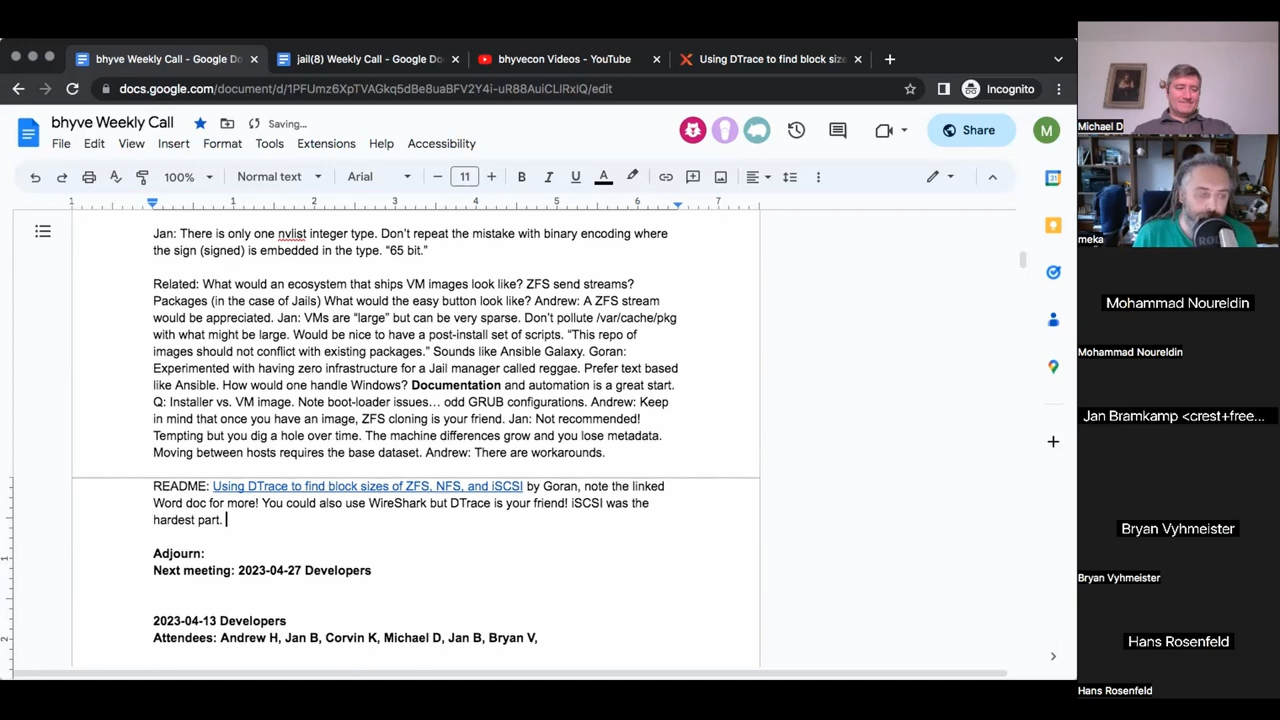 bhyve Weekly Call - Google Do
jail(8) Weekly Call - Google Do
bhyvecon Videos - YouTube
Using DTrace to find block size
docs.google.com/document/d/1PFUmz6XpTVAGkq5dBe8uaBFV2Y4i-uR88AuiCLIRxIQ/edit
Incognito
bhyve Weekly Call
Saving...
File Edit View Insert Format Tools Extensions Help Accessibility
Share
M
100% Normal text Arial 11 B I U A
1 1 2 3 4 5 6 7
Jan: There is only one nvlist integer type. Don’t repeat the mistake with binary encoding where
the sign (signed) is embedded in the type. “65 bit.”
Related: What would an ecosystem that ships VM images look like? ZFS send streams?
Packages (in the case of Jails) What would the easy button look like? Andrew: A ZFS stream
would be appreciated. Jan: VMs are “large” but can be very sparse. Don’t pollute /var/cache/pkg
with what might be large. Would be nice to have a post-install set of scripts. “This repo of
images should not conflict with existing packages.” Sounds like Ansible Galaxy. Goran:
Experimented with having zero infrastructure for a Jail manager called reggae. Prefer text based
like Ansible. How would one handle Windows? Documentation and automation is a great start.
Q: Installer vs. VM image. Note boot-loader issues… odd GRUB configurations. Andrew: Keep
in mind that once you have an image, ZFS cloning is your friend. Jan: Not recommended!
Tempting but you dig a hole over time. The machine differences grow and you lose metadata.
Moving between hosts requires the base dataset. Andrew: There are workarounds.
README: Using DTrace to find block sizes of ZFS, NFS, and iSCSI by Goran, note the linked
Word doc for more! You could also use WireShark but DTrace is your friend! iSCSI was the
hardest part.
Adjourn:
Next meeting: 2023-04-27 Developers
2023-04-13 Developers
Attendees: Andrew H, Jan B, Corvin K, Michael D, Jan B, Bryan V,
1
2
Michael D
meka
Mohammad Noureldin
Mohammad Noureldin
Jan Bramkamp <crest+free...
Bryan Vyhmeister
Bryan Vyhmeister
Hans Rosenfeld
Hans Rosenfeld